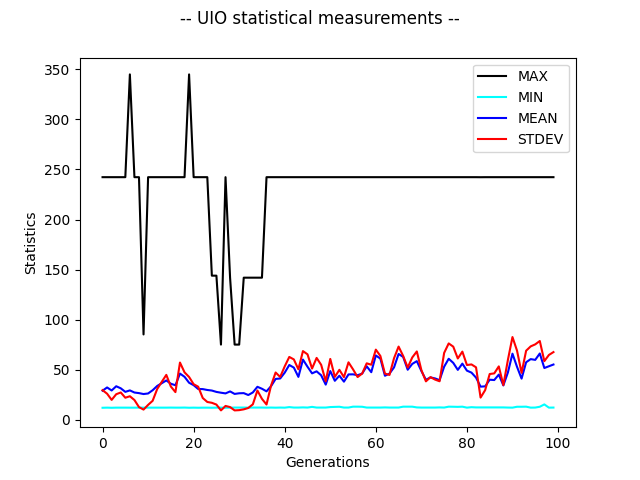 -- UIO statistical measurements --
350
300
250
200
150
100
50
0
Statistics
MAX
MIN
MEAN
STDEV
0 20 40 60 80 100
Generations